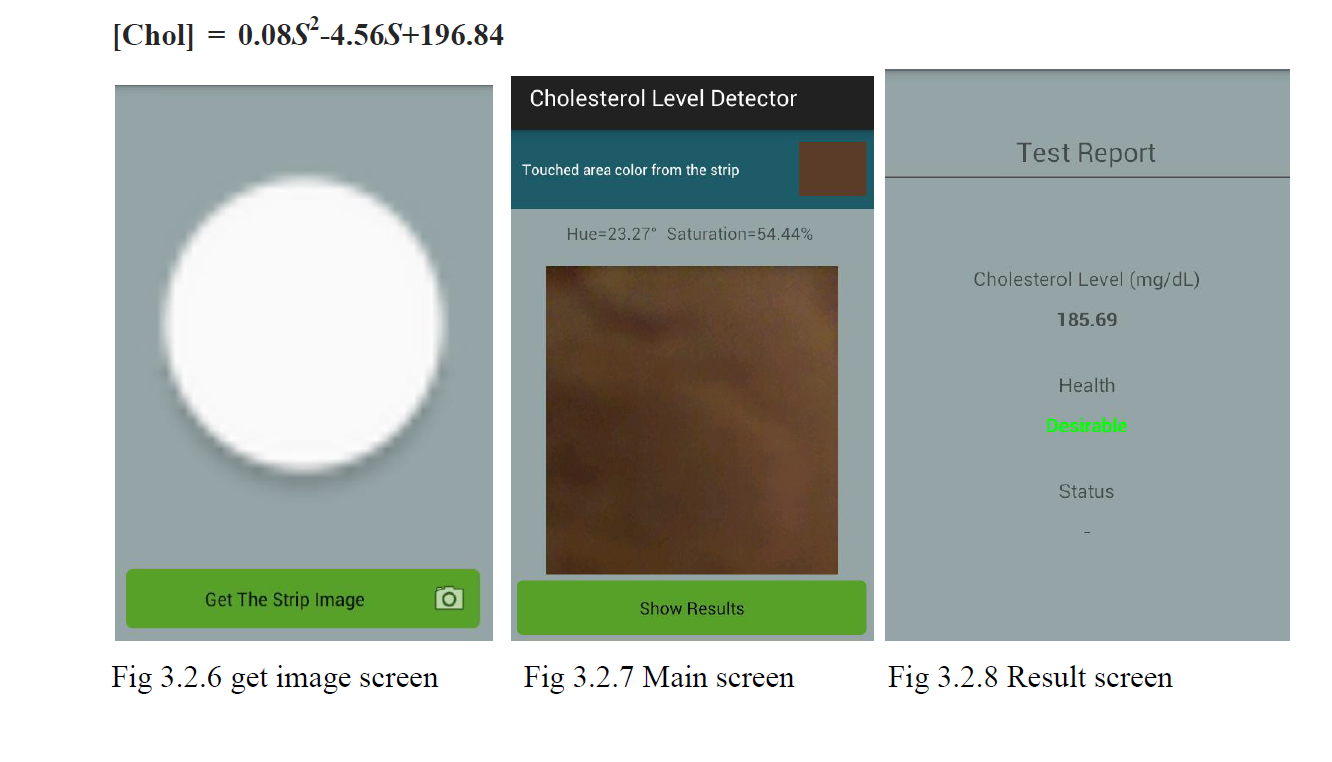 [Chol] = 0.08S²-4.56S+196.84
Get The Strip Image
Cholesterol Level Detector
Touched area color from the strip
Hue=23.27° Saturation=54.44%
Show Results
Test Report
Cholesterol Level (mg/dL)
185.69
Health
Desirable
Status
-
Fig 3.2.6 get image screen
Fig 3.2.7 Main screen
Fig 3.2.8 Result screen